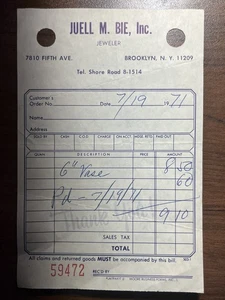 JUELL M. BIE, Inc.
JEWELER
7810 FIFTH AVE. BROOKLYN, N. Y. 11209
Tel. Shore Road 8-1514
Customer's
Order No. Date 7/19 1971
Name
Address
SOLD BY CASH C.O.D. CHARGE ON ACCT. MDSE. RETD. PAID OUT
QUAN. DESCRIPTION PRICE AMOUNT
6" Vase 8 50
60
Pd - 7/19/71 9 10
Thank You
SALES TAX
TOTAL
All claims and returned goods MUST be accompanied by this bill.
59472 REC'D BY